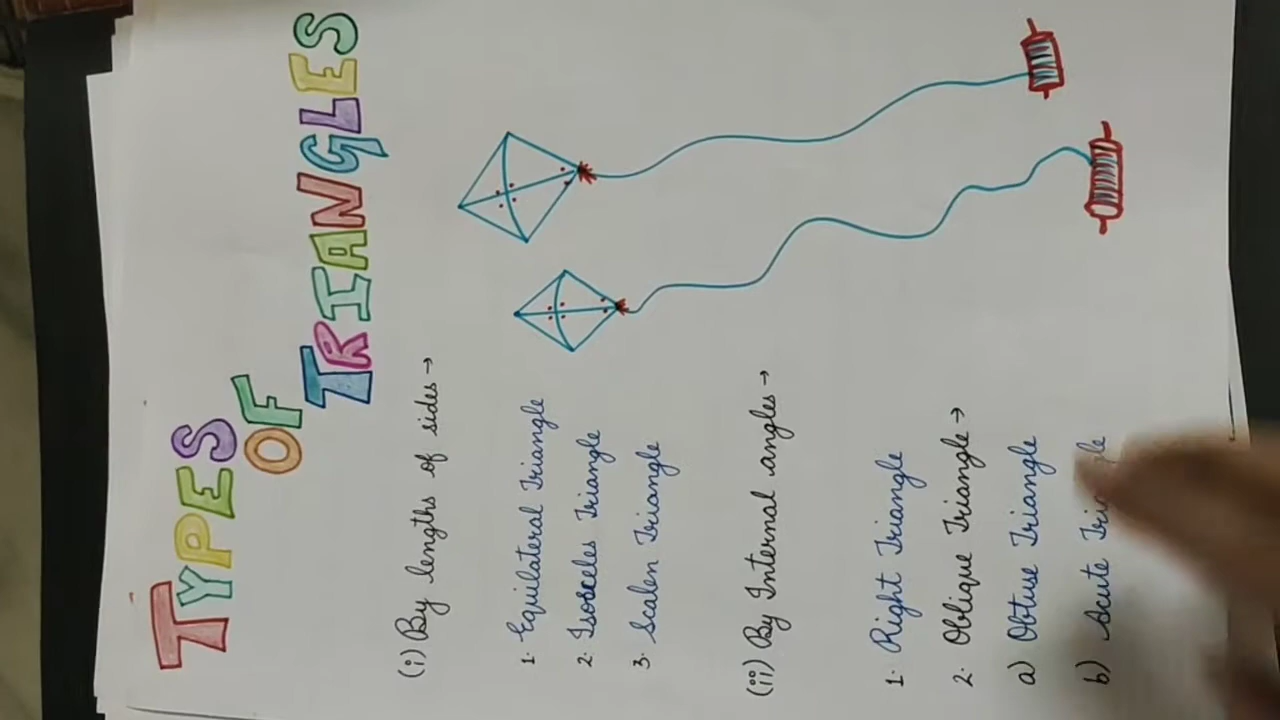 TYPES
OF
TRIANGLES
(i) By lengths of sides →
1. Equilateral Triangle
2. Isosceles Triangle
3. Scalen Triangle
(ii) By Internal angles →
1. Right Triangle
2. Oblique Triangle →
a) Obtuse Triangle
b) Acute